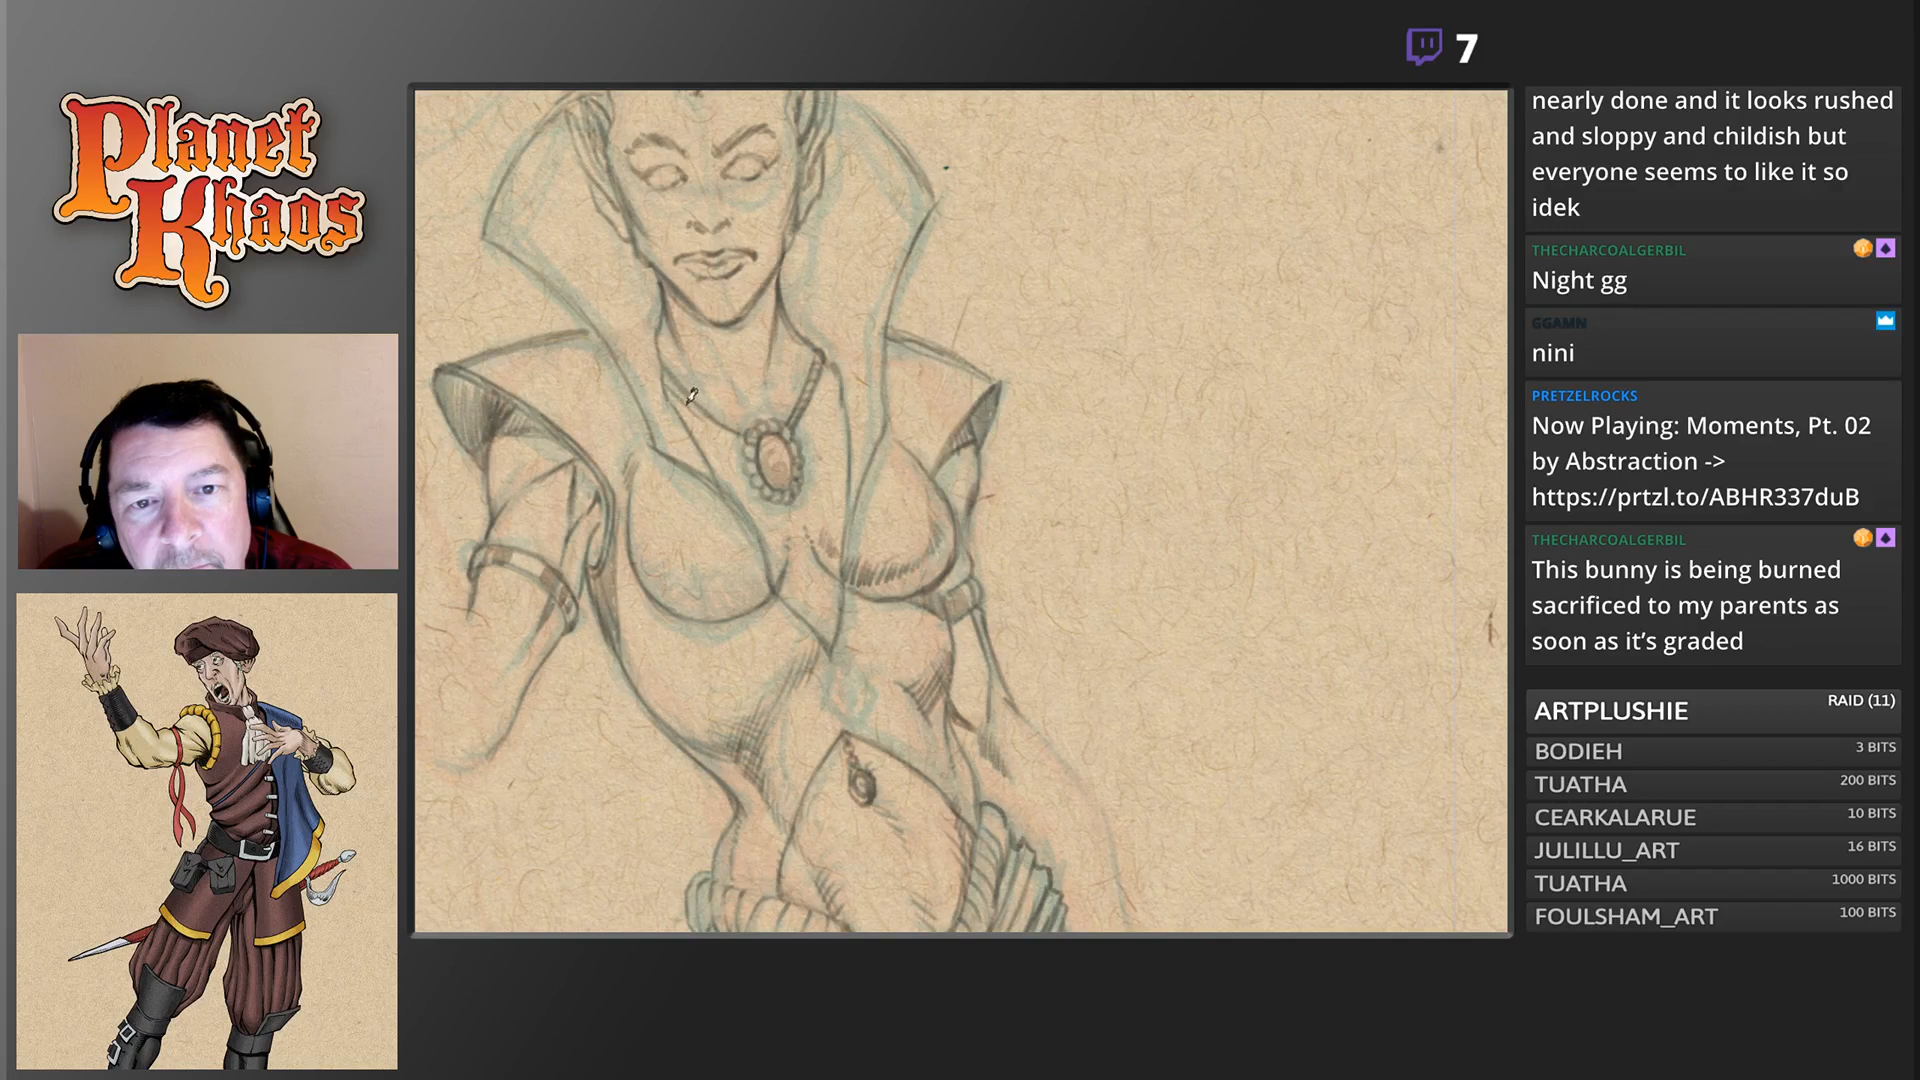 7
Planet
Khaos
nearly done and it looks rushed
and sloppy and childish but
everyone seems to like it so
idek
THECHARCOALGERBIL
Night gg
GGAMN
nini
PRETZELROCKS
Now Playing: Moments, Pt. 02
by Abstraction ->
https://prtzl.to/ABHR337duB
THECHARCOALGERBIL
This bunny is being burned
sacrificed to my parents as
soon as it’s graded
ARTPLUSHIE RAID (11)
BODIEH 3 BITS
TUATHA 200 BITS
CEARKALARUE 10 BITS
JULILLU_ART 16 BITS
TUATHA 1000 BITS
FOULSHAM_ART 100 BITS